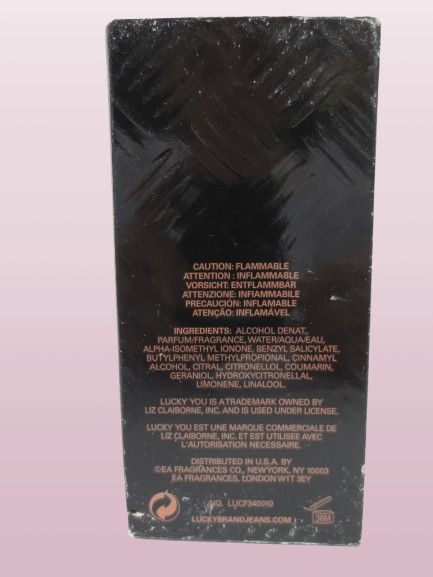 CAUTION: FLAMMABLE
ATTENTION : INFLAMMABLE
VORSICHT: ENTFLAMMBAR
ATTENZIONE: INFIAMMABILE
PRECAUCIÓN: INFLAMABLE
ATENÇÃO: INFLAMÁVEL
INGREDIENTS: ALCOHOL DENAT.,
PARFUM/FRAGRANCE, WATER/AQUA/EAU,
ALPHA-ISOMETHYL IONONE, BENZYL SALICYLATE,
BUTYLPHENYL METHYLPROPIONAL, CINNAMYL
ALCOHOL, CITRAL, CITRONELLOL, COUMARIN,
GERANIOL, HYDROXYCITRONELLAL,
LIMONENE, LINALOOL.
LUCKY YOU IS A TRADEMARK OWNED BY
LIZ CLAIBORNE, INC. AND IS USED UNDER LICENSE.
LUCKY YOU EST UNE MARQUE COMMERCIALE DE
LIZ CLAIBORNE, INC. ET EST UTILISEE AVEC
L'AUTORISATION NECESSAIRE.
DISTRIBUTED IN U.S.A. BY
©EA FRAGRANCES CO., NEW YORK, NY 10003
EA FRAGRANCES, LONDON W1T 3EY
NO. LUCF340010
LUCKYBRANDJEANS.COM
36M